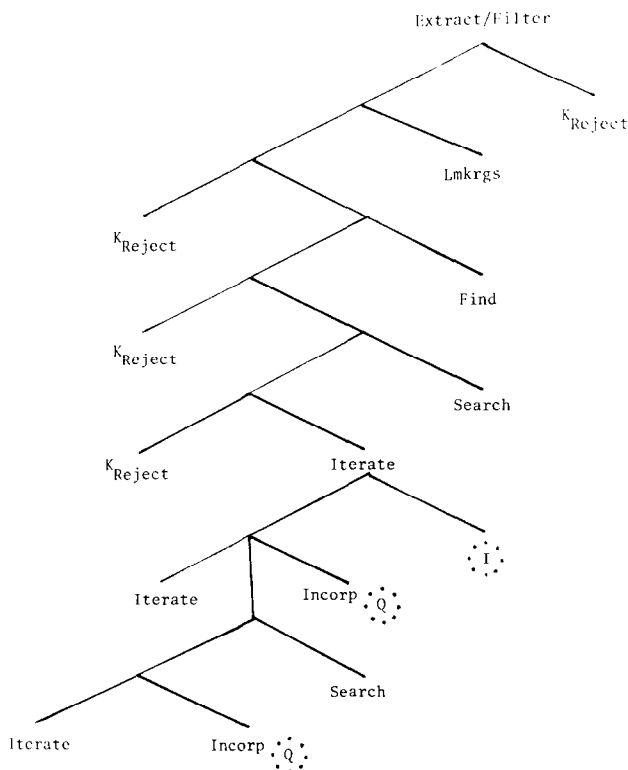 Extract/Filter
KReject
Lmkrgs
KReject
Find
KReject
Search
KReject
Iterate
I
Iterate
Incorp Q
Search
Iterate
Incorp Q